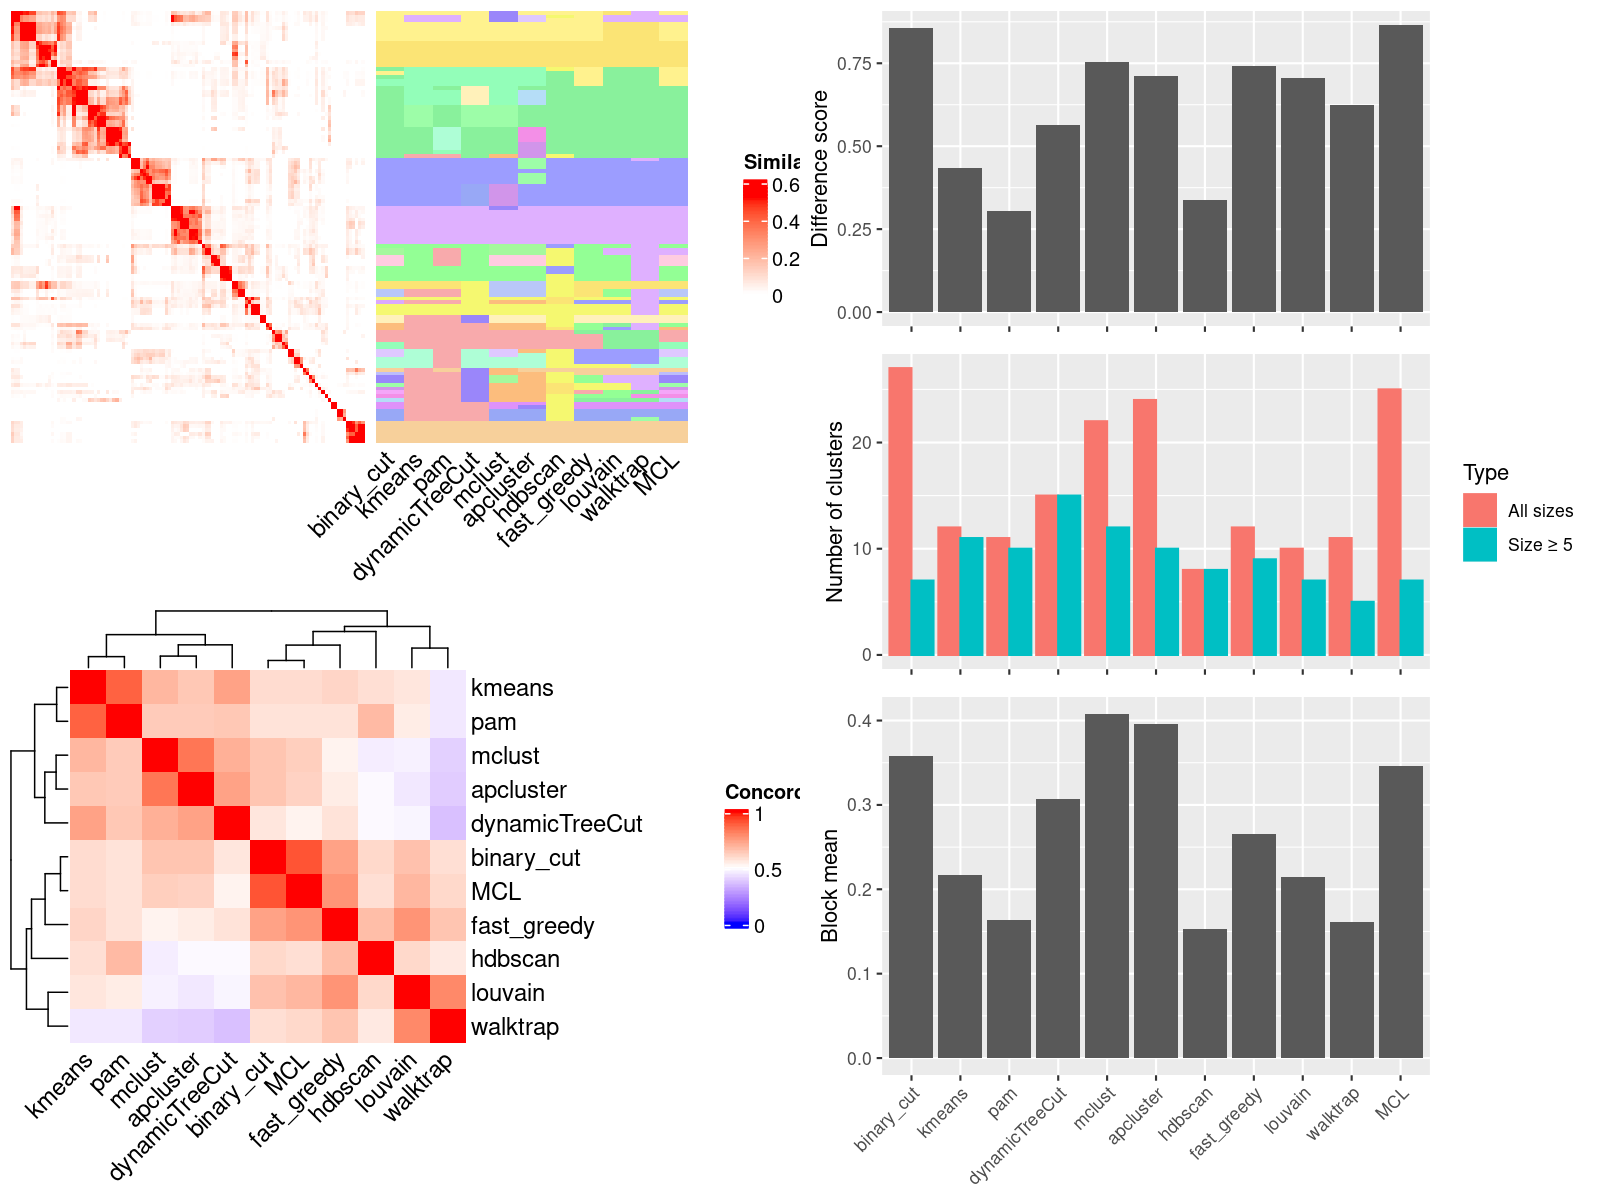 Simila
0.6
0.4
0.2
0
binary_cut
kmeans
pam
dynamicTreeCut
mclust
apcluster
hdbscan
fast_greedy
louvain
walktrap
MCL
Difference score
0.75
0.50
0.25
0.00
Number of clusters
20
10
0
Type
All sizes
Size ≥ 5
kmeans
pam
mclust
apcluster
dynamicTreeCut
binary_cut
MCL
fast_greedy
hdbscan
louvain
walktrap
kmeans
pam
mclust
apcluster
dynamicTreeCut
binary_cut
MCL
fast_greedy
hdbscan
louvain
walktrap
Concord
1
0.5
0
Block mean
0.4
0.3
0.2
0.1
0.0
binary_cut
kmeans
pam
dynamicTreeCut
mclust
apcluster
hdbscan
fast_greedy
louvain
walktrap
MCL